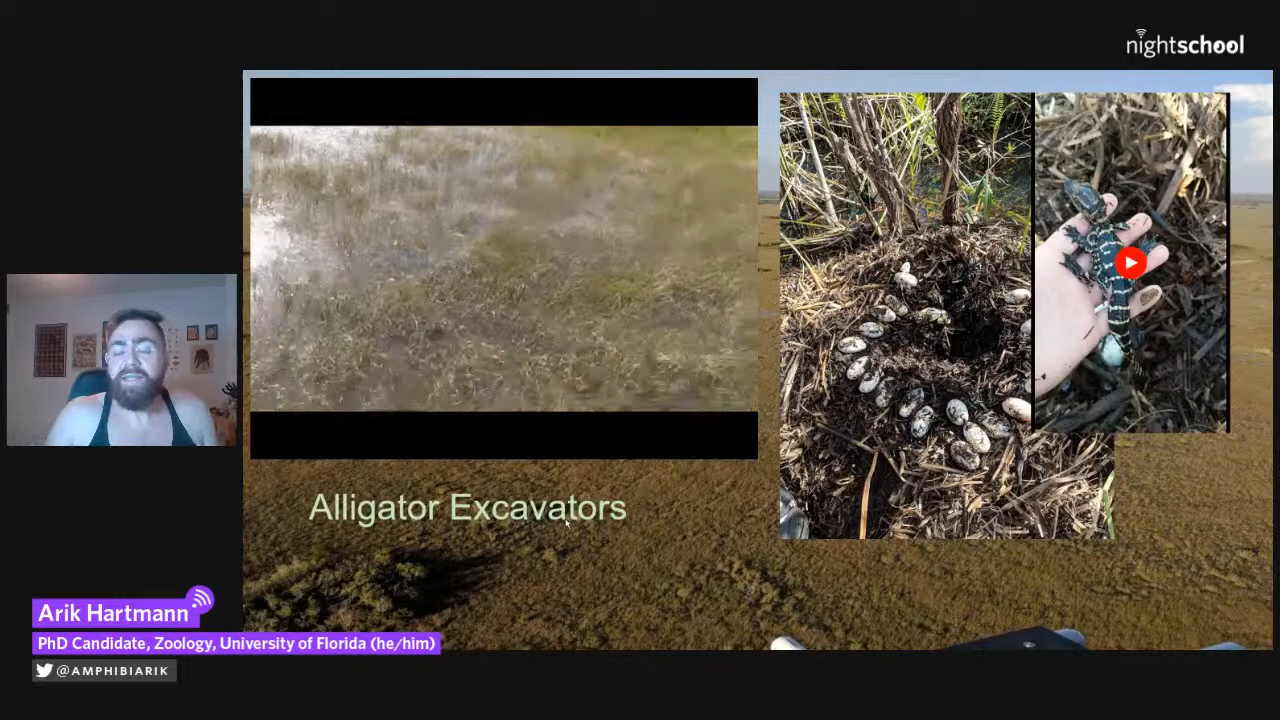 nightschool
Alligator Excavators
Arik Hartmann
PhD Candidate, Zoology, University of Florida (he/him)
@AMPHIBIARIK